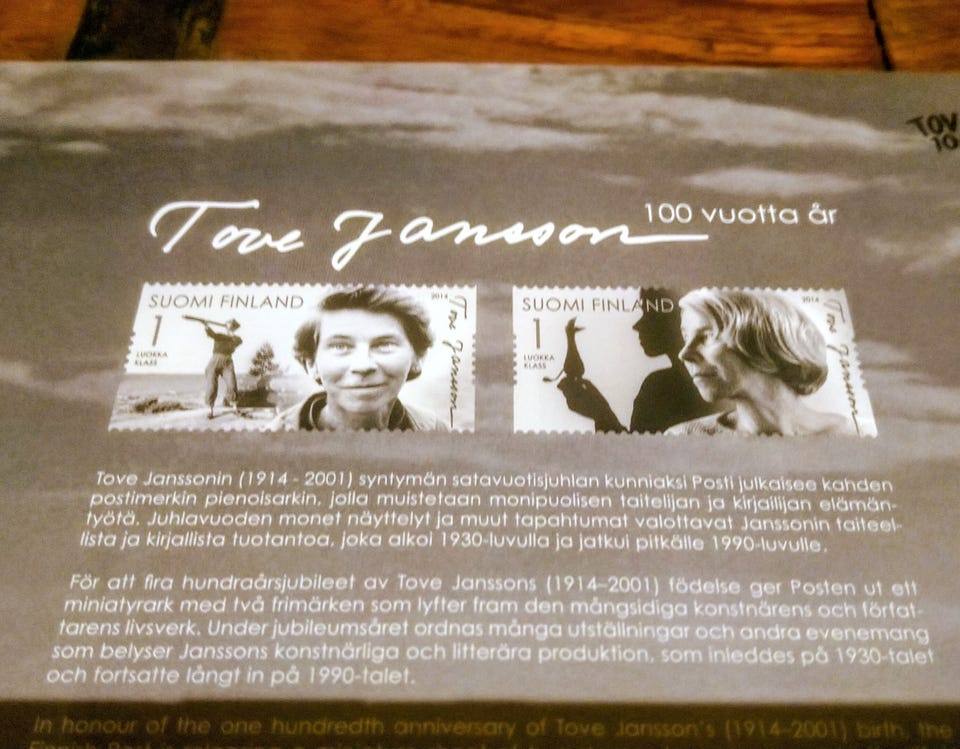 TOV
10
Tove Jansson 100 vuotta år
SUOMI FINLAND 2014
1
LUOKKA
KLASS
Tove Jansson
SUOMI FINLAND 2014
1
LUOKKA
KLASS
Tove Jansson
Tove Janssonin (1914 - 2001) syntymän satavuotisjuhlan kunniaksi Posti julkaisee kahden
postimerkin pienoisarkin, jolla muistetaan monipuolisen taiteilijan ja kirjailijan elämän-
työtä. Juhlavuoden monet näyttelyt ja muut tapahtumat valottavat Janssonin taiteel-
lista ja kirjallista tuotantoa, joka alkoi 1930-luvulla ja jatkui pitkälle 1990-luvulle.
För att fira hundraårsjubileet av Tove Janssons (1914–2001) födelse ger Posten ut ett
miniatyrark med två frimärken som lyfter fram den mångsidiga konstnärens och författ-
tarens livsverk. Under jubileumsåret ordnas många utställningar och andra evenemang
som belyser Janssons konstnärliga och litterära produktion, som inleddes på 1930-talet
och fortsatte långt in på 1990-talet.
In honour of the one hundredth anniversary of Tove Jansson's (1914-2001) birth, the